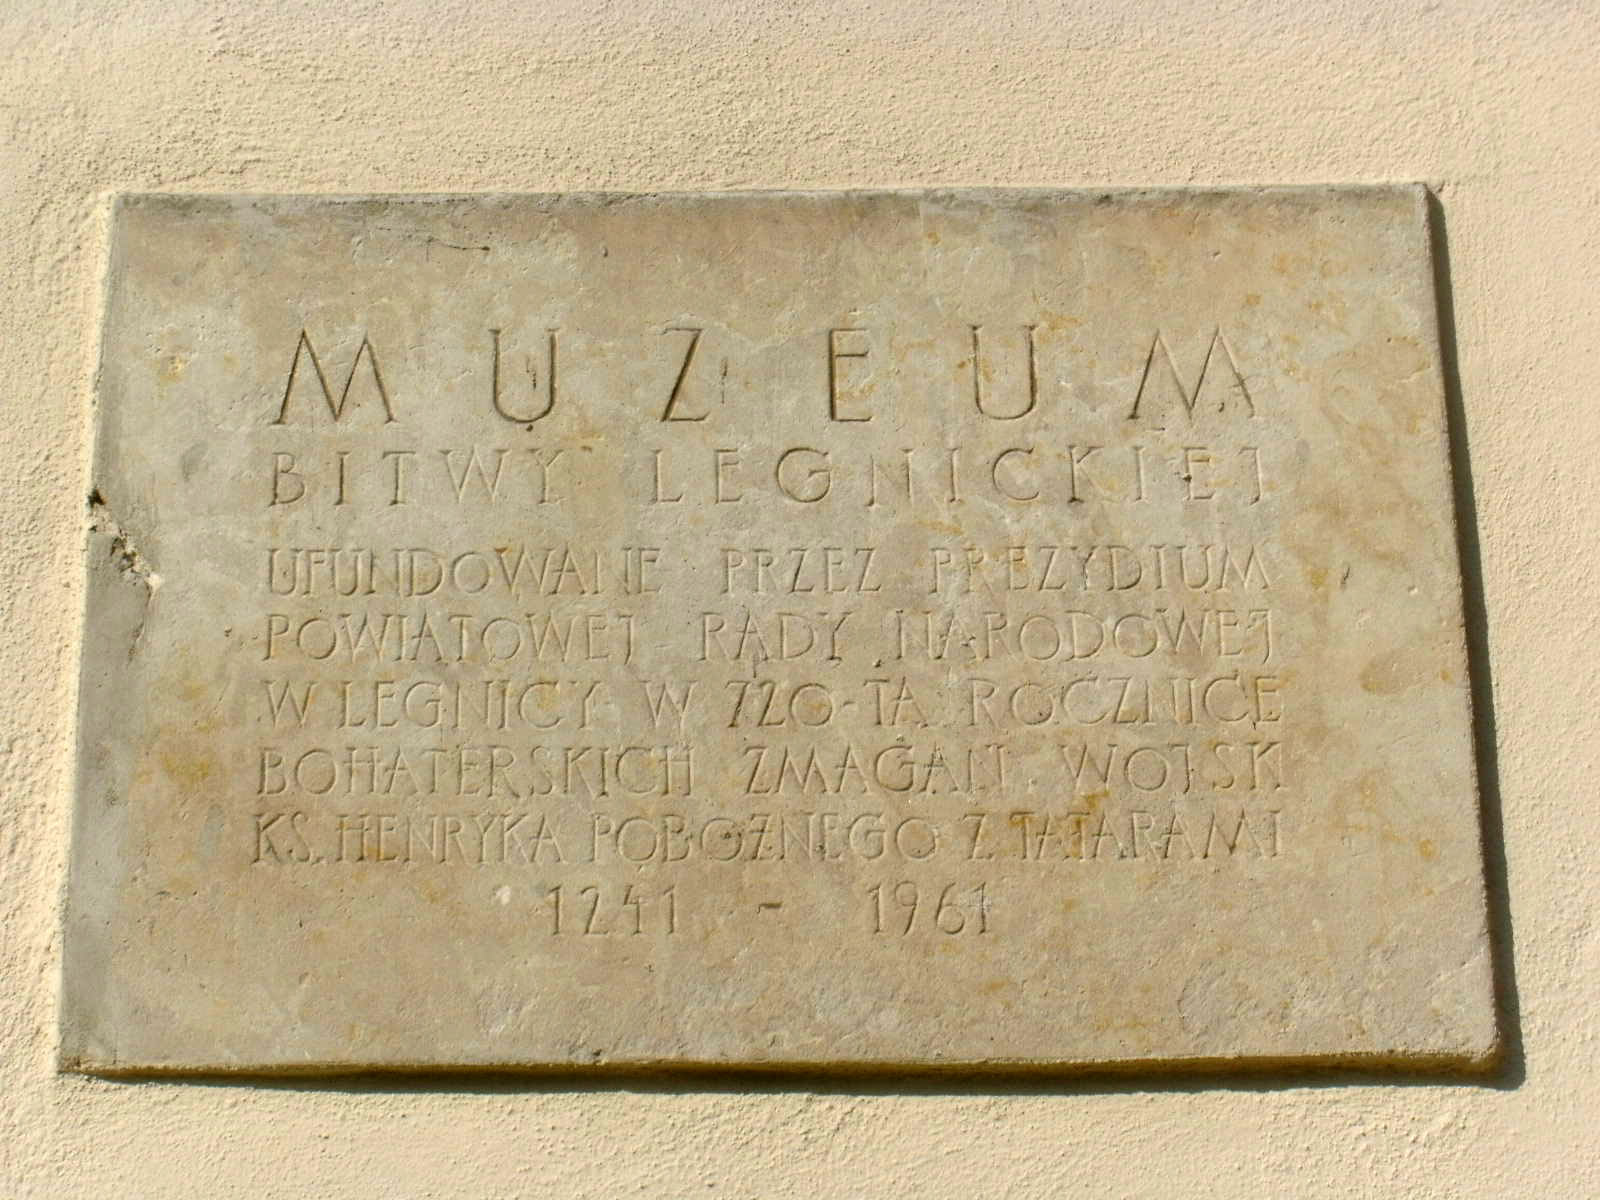 MUZEUM
BITWY LEGNICKIEJ
UFUNDOWANE PRZEZ PREZYDIUM
POWIATOWEJ RADY NARODOWEJ
W LEGNICY W 720-TĄ ROCZNICĘ
BOHATERSKICH ZMAGAŃ WOJSK
KS. HENRYKA POBOŻNEGO Z TATARAMI
1241 - 1961